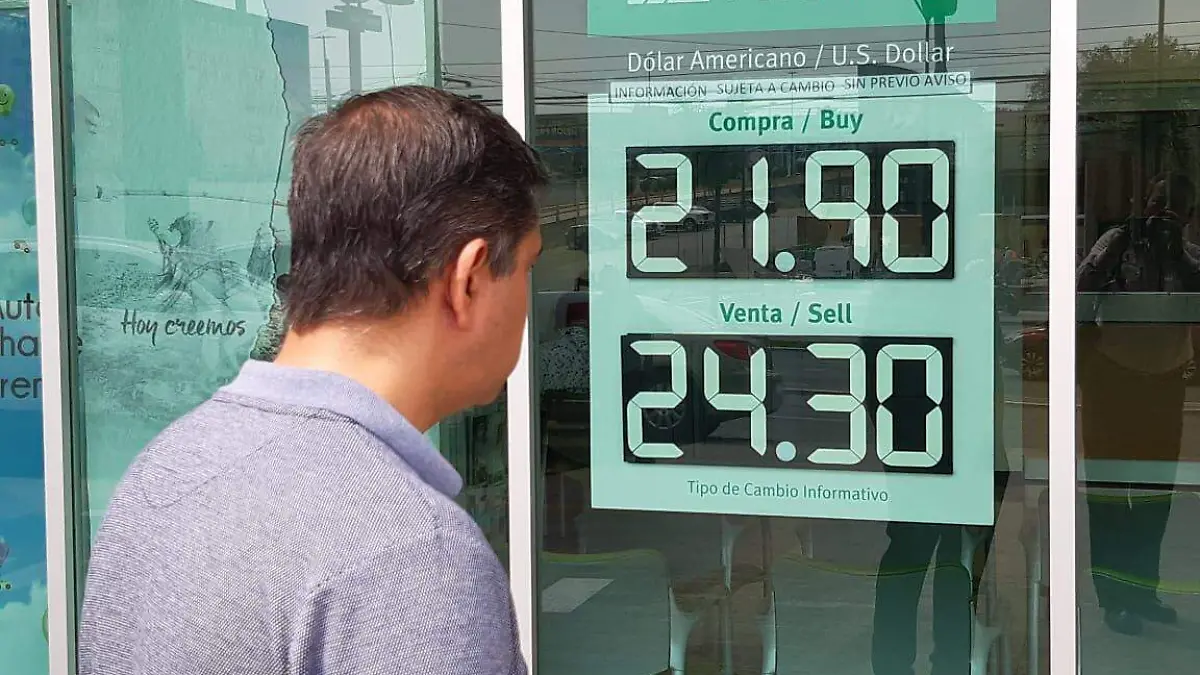 Dólar Americano / U.S. Dollar
INFORMACIÓN SUJETA A CAMBIO SIN PREVIO AVISO
Compra / Buy
21.90
Venta / Sell
24.30
Tipo de Cambio Informativo
Hoy creemos